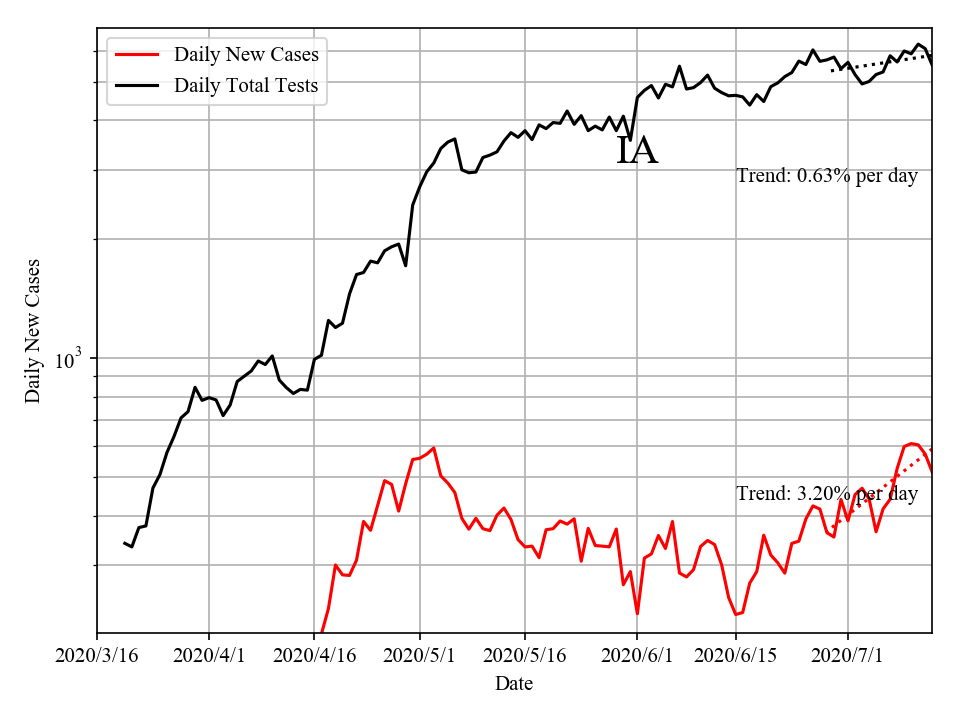 Daily New Cases
Daily Total Tests
IA
Trend: 0.63% per day
Trend: 3.20% per day
Daily New Cases
10^3
2020/3/16 2020/4/1 2020/4/16 2020/5/1 2020/5/16 2020/6/1 2020/6/15 2020/7/1
Date